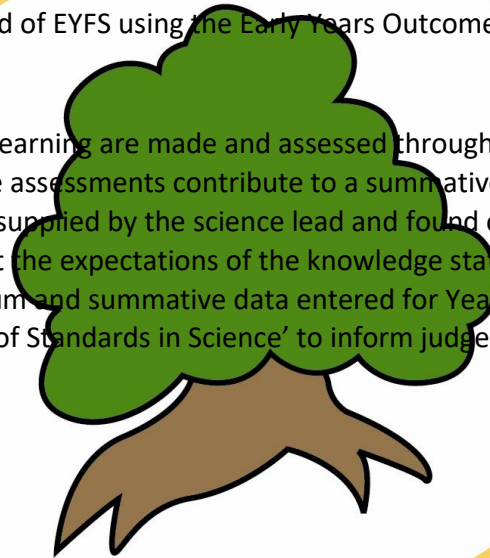 d of EYFS using the Early Years Outcome
earning are made and assessed through
e assessments contribute to a summative
supplied by the science lead and found
t the expectations of the knowledge sta
um and summative data entered for Yea
of Standards in Science’ to inform judge